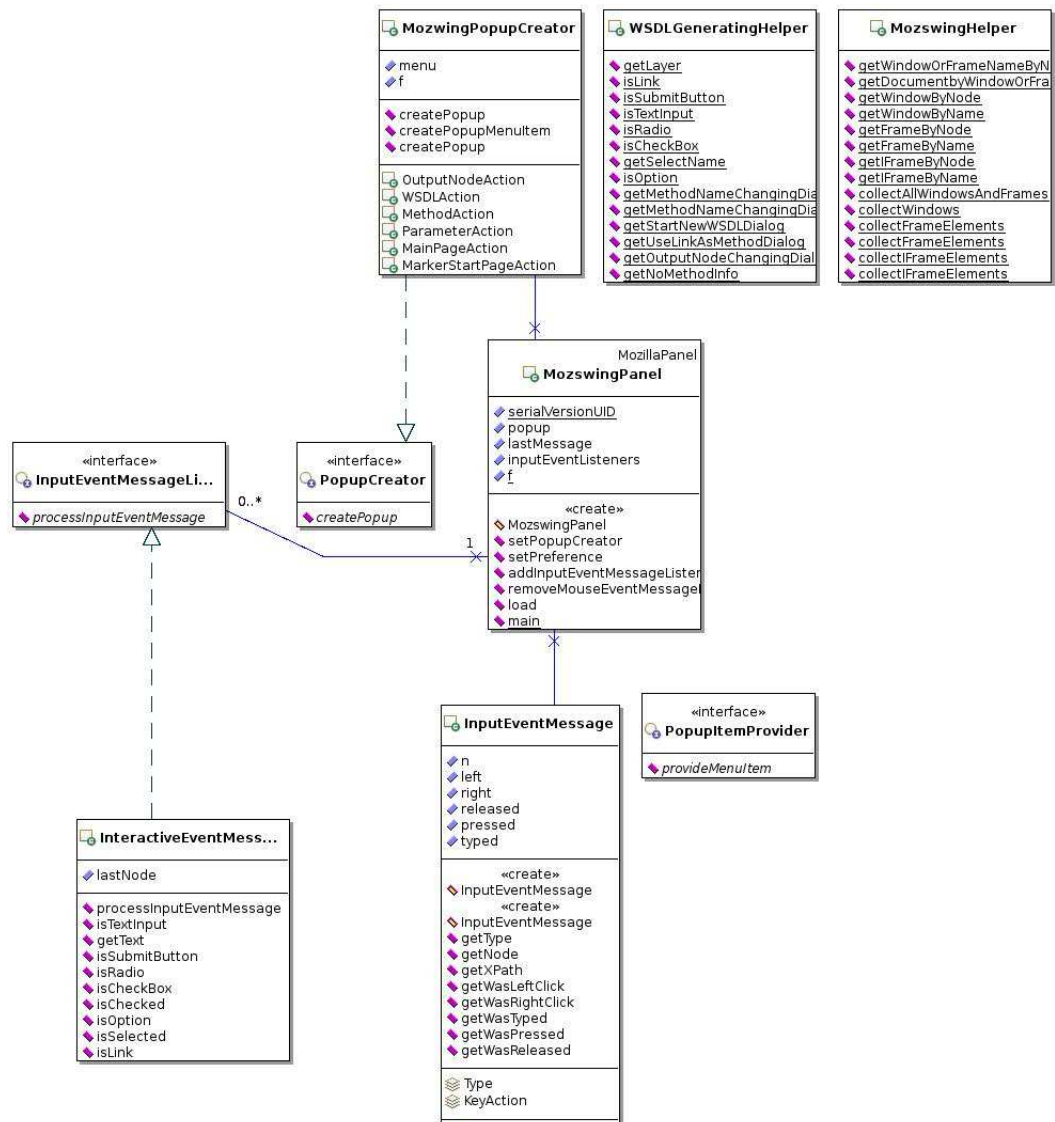 MozwingPopupCreator
menu
f
createPopup
createPopupMenuItem
createPopup
OutputNodeAction
WSDLAction
MethodAction
ParameterAction
MainPageAction
MarkerStartPageAction
WSDLGeneratingHelper
getLayer
isLink
isSubmitButton
isTextInput
isRadio
isCheckBox
getSelectName
isOption
getMethodNameChangingDia
getMethodNameChangingDia
getStartNewWSDLDialog
getUseLinkAsMethodDialog
getOutputNodeChangingDial
getNoMethodInfo
MozswingHelper
getWindowOrFrameNameByN
getDocumentbyWindowOrFra
getWindowByNode
getWindowByName
getFrameByNode
getFrameByName
getIFrameByNode
getIFrameByName
collectAllWindowsAndFrames
collectWindows
collectFrameElements
collectFrameElements
collectIFrameElements
collectIFrameElements
MozillaPanel
MozswingPanel
serialVersionUID
popup
lastMessage
inputEventListeners
f
«create»
MozswingPanel
setPopupCreator
setPreference
addInputEventMessageListen
removeMouseEventMessageL
load
main
«interface»
InputEventMessageLi...
processInputEventMessage
«interface»
PopupCreator
createPopup
0..*
1
InputEventMessage
n
left
right
released
pressed
typed
«create»
InputEventMessage
«create»
InputEventMessage
getType
getNode
getXPath
getWasLeftClick
getWasRightClick
getWasTyped
getWasPressed
getWasReleased
Type
KeyAction
«interface»
PopupItemProvider
provideMenuItem
InteractiveEventMess...
lastNode
processInputEventMessage
isTextInput
getText
isSubmitButton
isRadio
isCheckBox
isChecked
isOption
isSelected
isLink